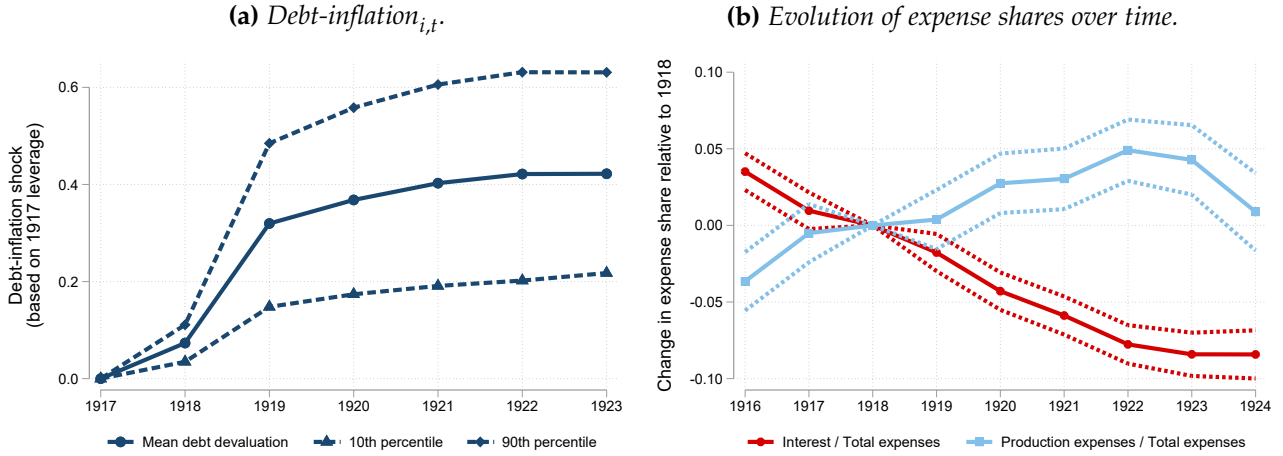 (a) Debt-inflation_{i,t}.
Debt-inflation shock
(based on 1917 leverage)
0.6
0.4
0.2
0.0
1917 1918 1919 1920 1921 1922 1923
Mean debt devaluation 10th percentile 90th percentile
(b) Evolution of expense shares over time.
Change in expense share relative to 1918
0.10
0.05
0.00
-0.05
-0.10
1916 1917 1918 1919 1920 1921 1922 1923 1924
Interest / Total expenses Production expenses / Total expenses